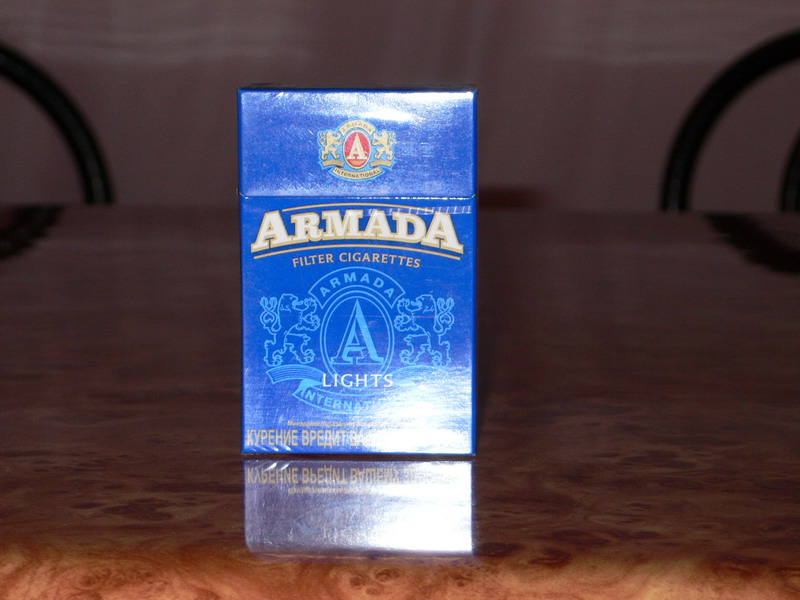 ARMADA
A
INTERNATIONAL
ARMADA
FILTER CIGARETTES
ARMADA
A
LIGHTS
КУРЕНИЕ ВРЕДИТ